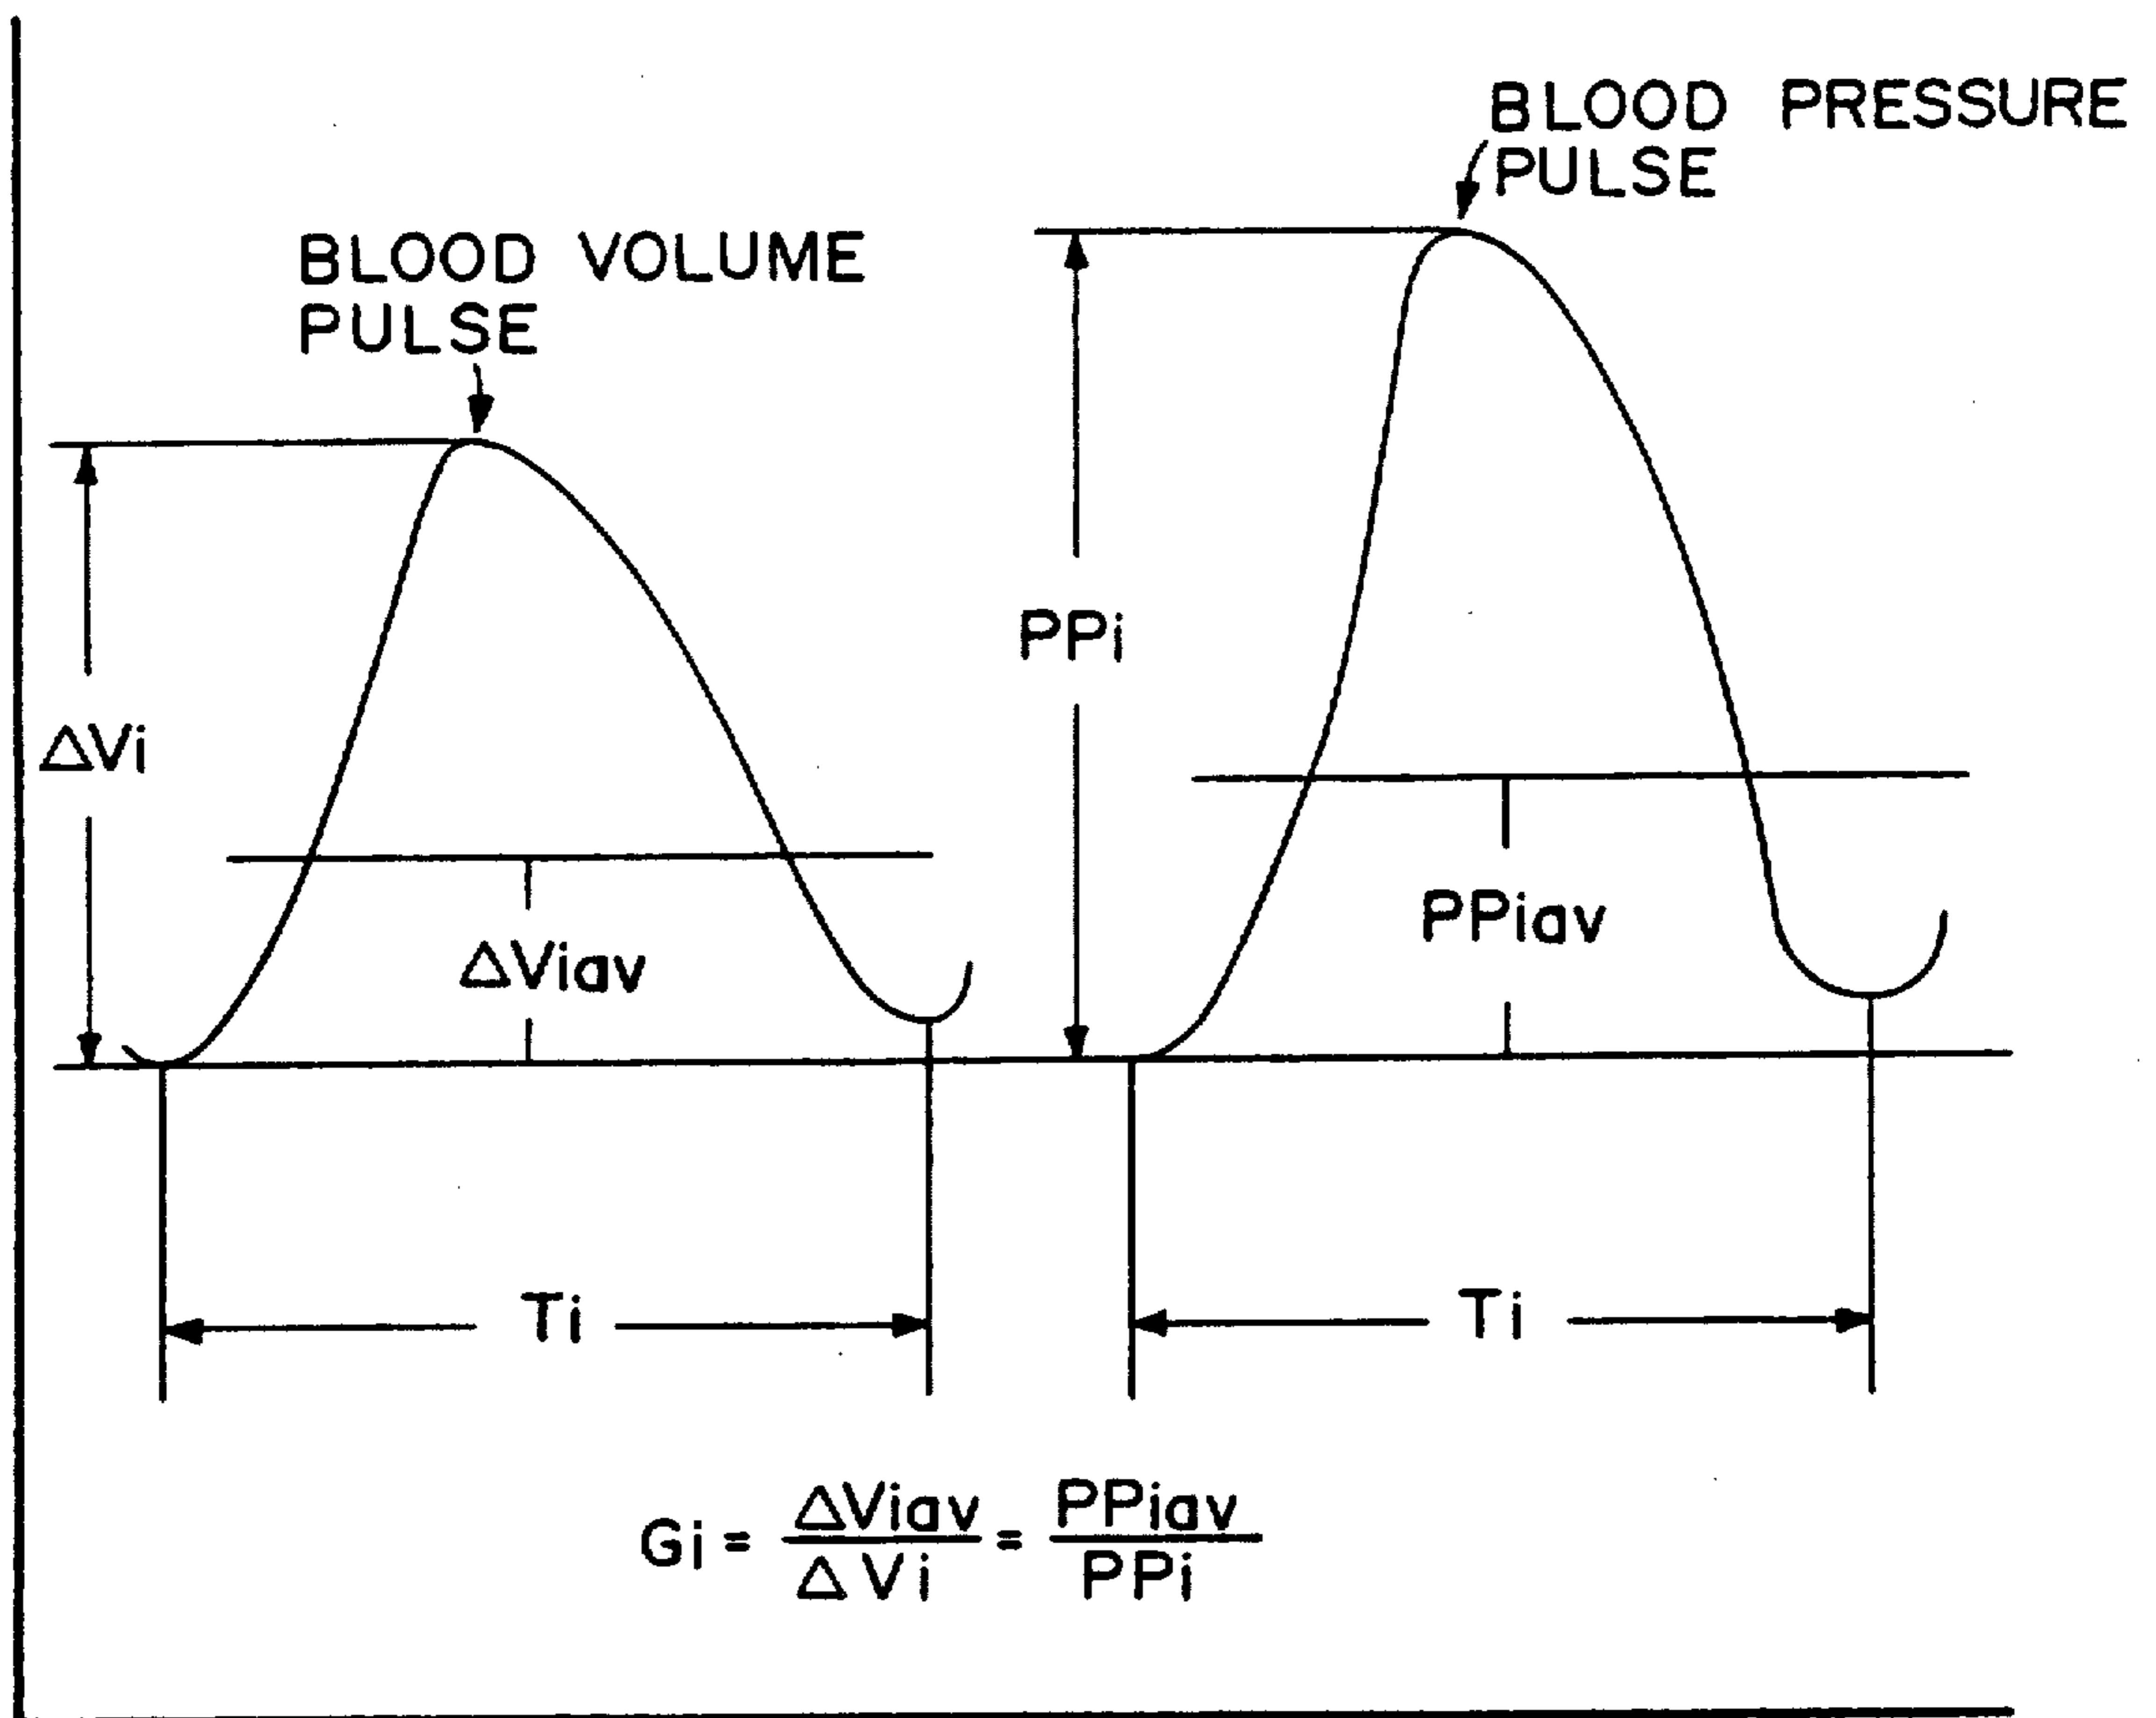 BLOOD VOLUME
PULSE
BLOOD PRESSURE
PULSE
ΔVi
PPi
ΔViav
PPiav
Ti
Ti
Gi = ΔViav/ΔVi = PPiav/PPi